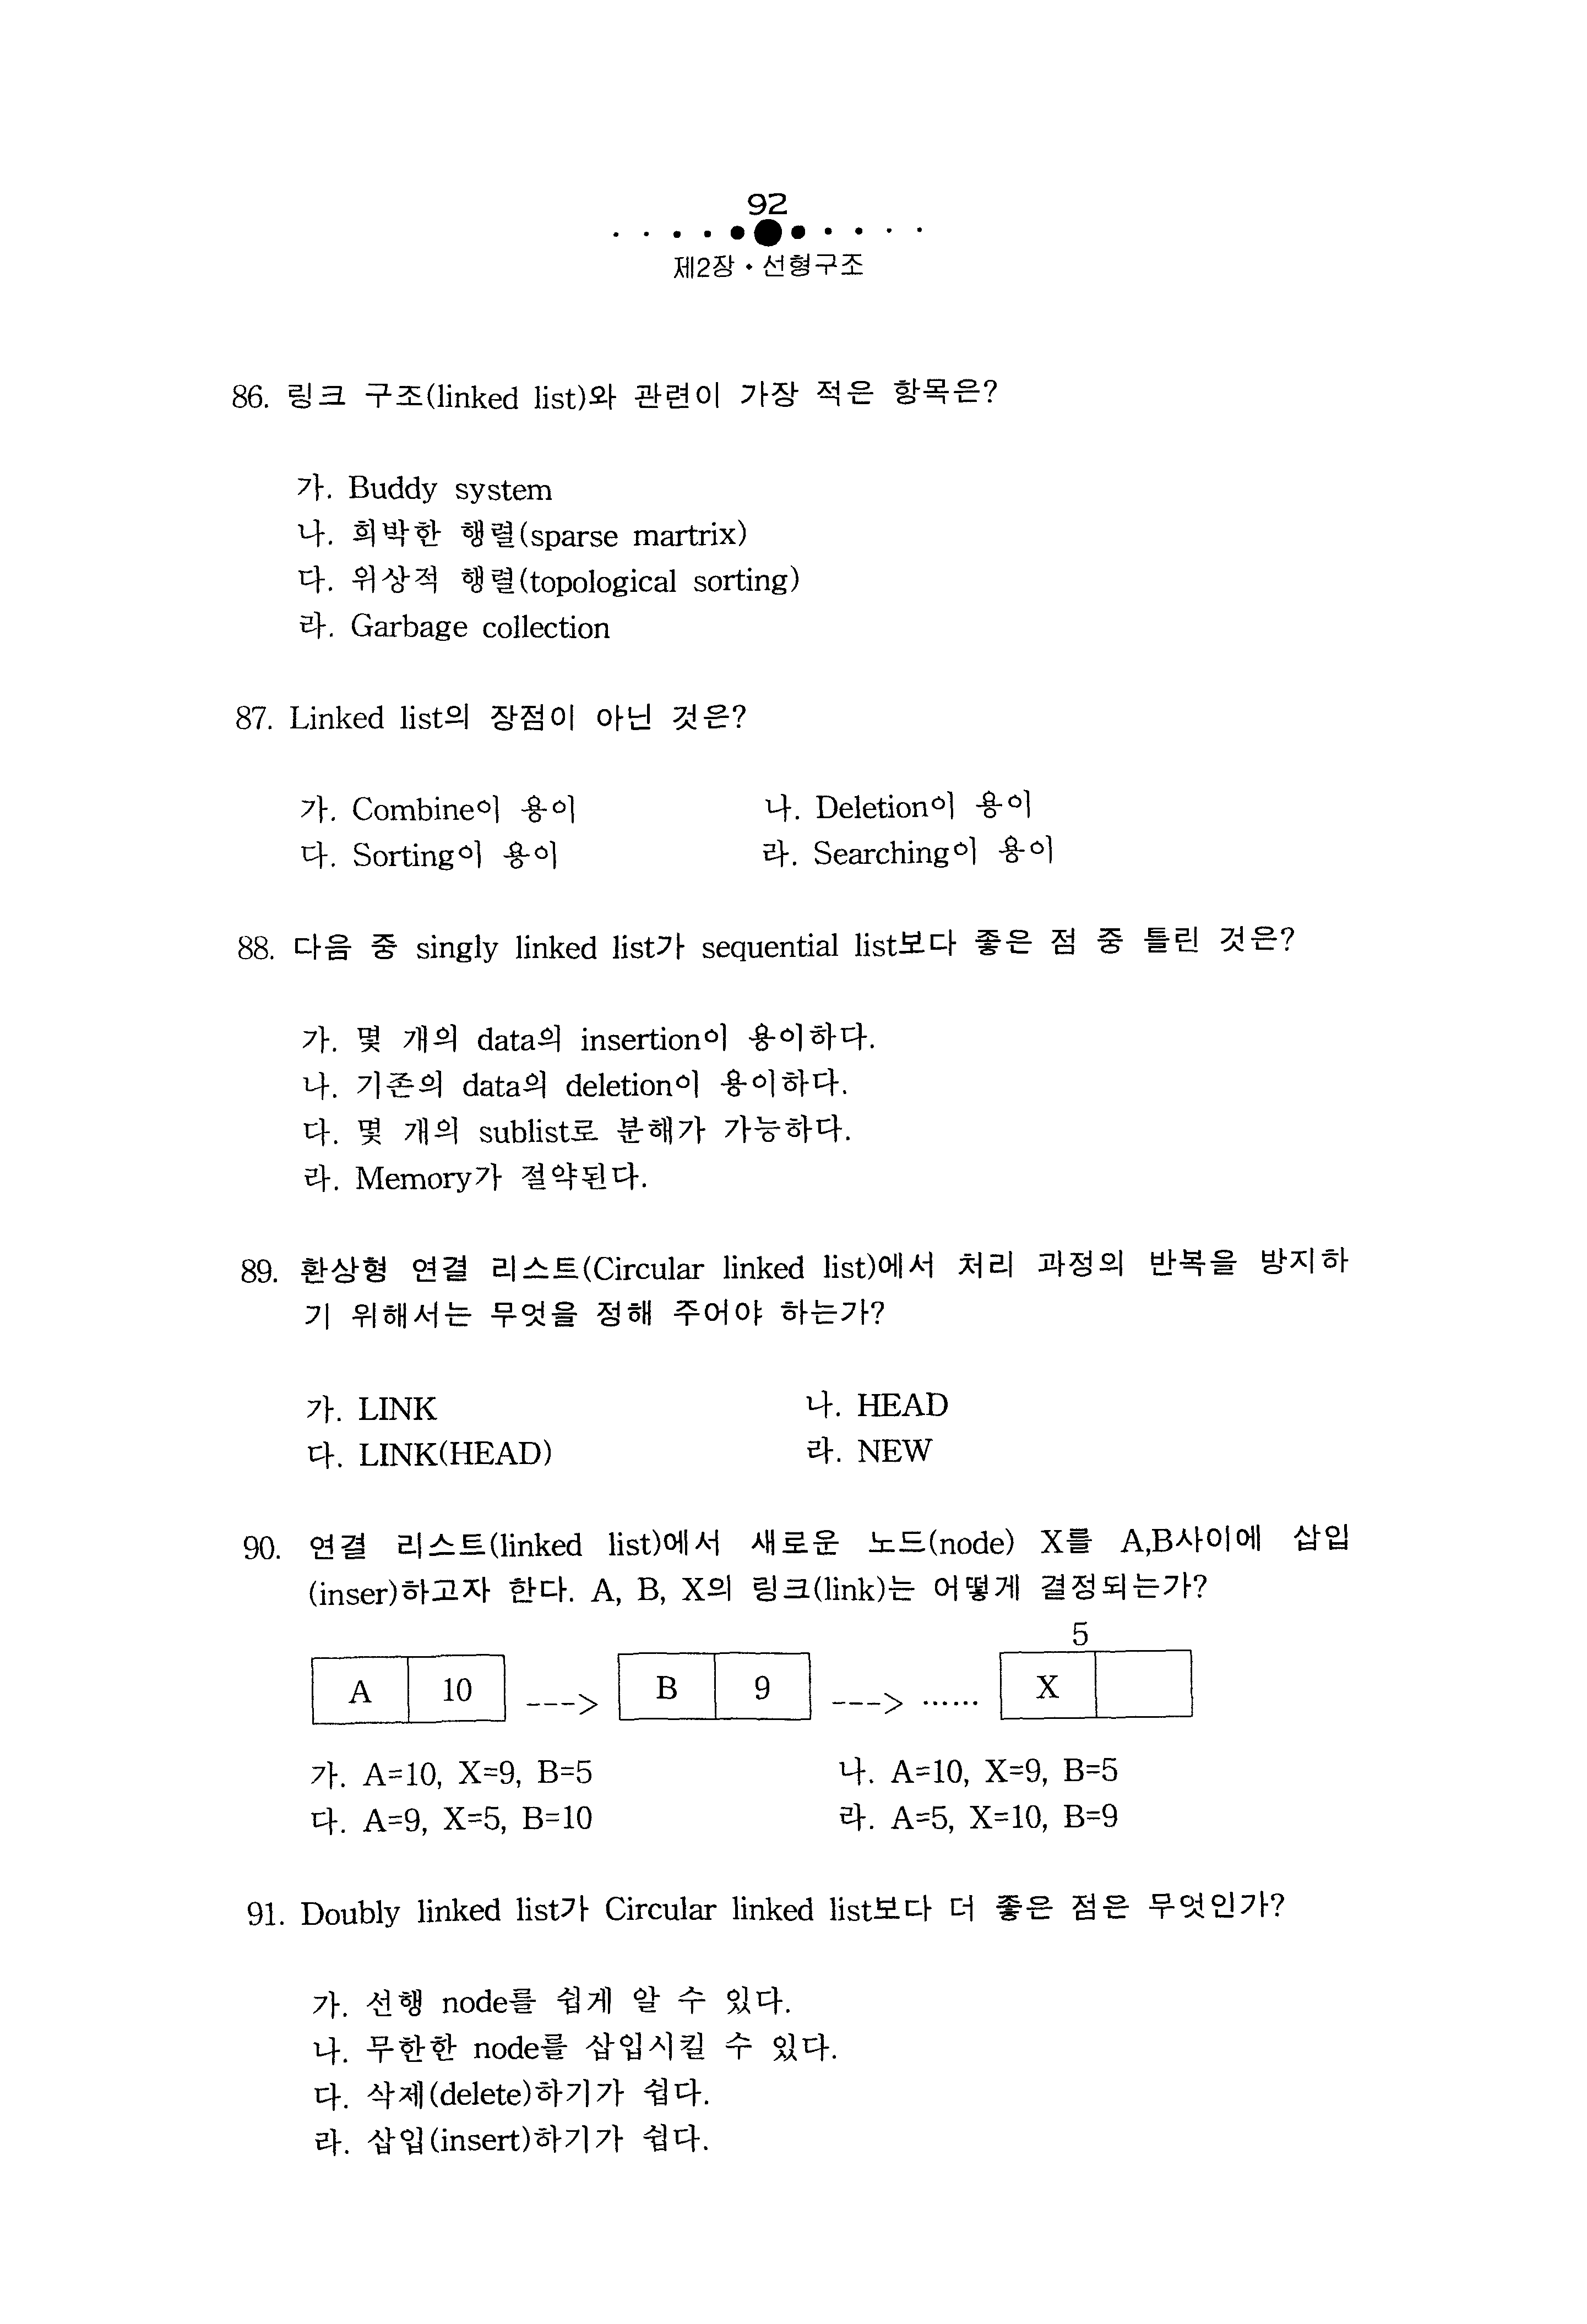 92
제2장 • 선형구조
86. 링크 구조(linked list)와 관련이 가장 적은 항목은?
가. Buddy system
나. 희박한 행렬(sparse martrix)
다. 위상적 행렬(topological sorting)
라. Garbage collection
87. Linked list의 장점이 아닌 것은?
가. Combine이 용이 나. Deletion이 용이
다. Sorting이 용이 라. Searching이 용이
88. 다음 중 singly linked list가 sequential list보다 좋은 점 중 틀린 것은?
가. 몇 개의 data의 insertion이 용이하다.
나. 기존의 data의 deletion이 용이하다.
다. 몇 개의 sublist로 분해가 가능하다.
라. Memory가 절약된다.
89. 환상형 연결 리스트(Circular linked list)에서 처리 과정의 반복을 방지하
기 위해서는 무엇을 정해 주어야 하는가?
가. LINK 나. HEAD
다. LINK(HEAD) 라. NEW
90. 연결 리스트(linked list)에서 새로운 노드(node) X를 A,B사이에 삽입
(inser)하고자 한다. A, B, X의 링크(link)는 어떻게 결정되는가?
5
A 10 ---> B 9 ---> ...... X
가. A=10, X=9, B=5 나. A=10, X=9, B=5
다. A=9, X=5, B=10 라. A=5, X=10, B=9
91. Doubly linked list가 Circular linked list보다 더 좋은 점은 무엇인가?
가. 선행 node를 쉽게 알 수 있다.
나. 무한한 node를 삽입시킬 수 있다.
다. 삭제(delete)하기가 쉽다.
라. 삽입(insert)하기가 쉽다.